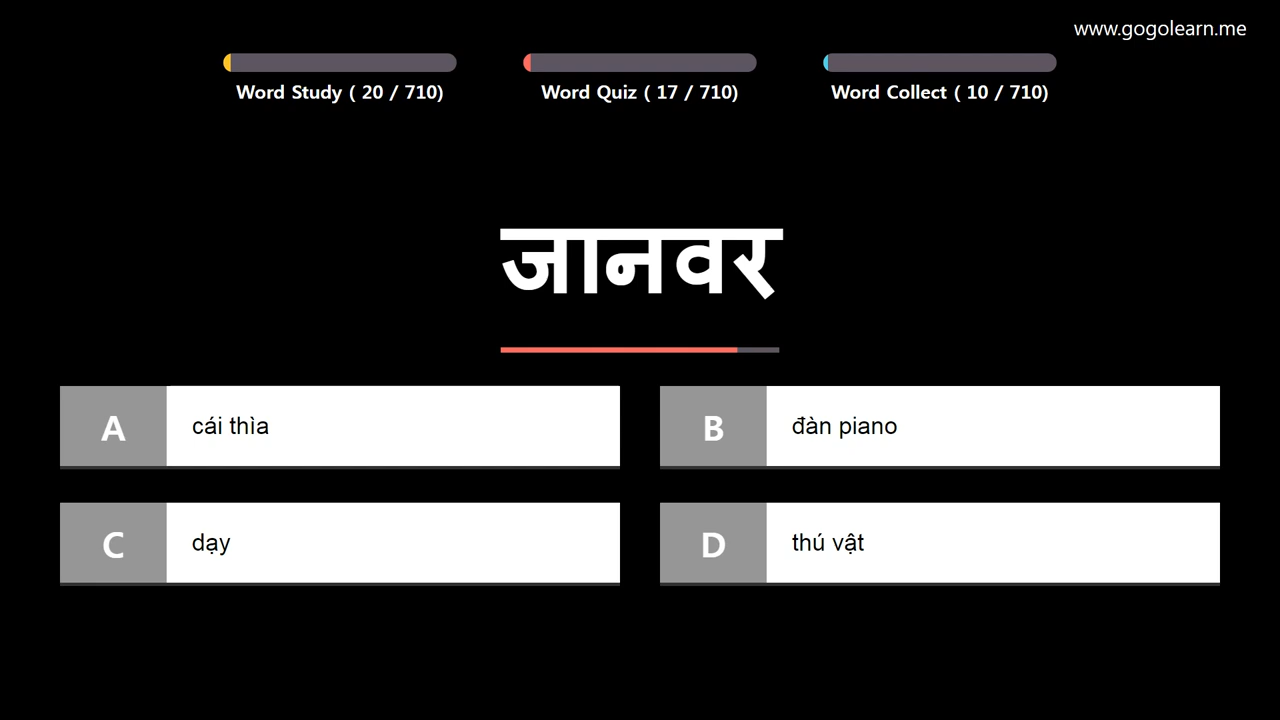 www.gogolearn.me
Word Study ( 20 / 710)
Word Quiz ( 17 / 710)
Word Collect ( 10 / 710)
जानवर
A
cái thìa
B
đàn piano
C
dạy
D
thú vật